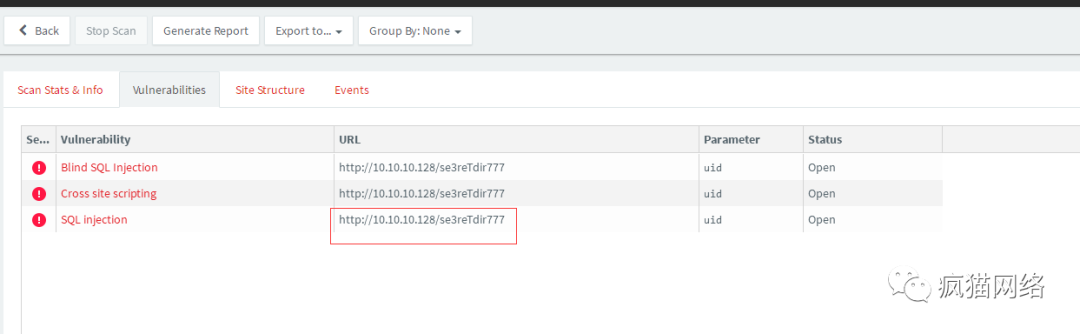 Back Stop Scan Generate Report Export to... Group By: None
Scan Stats & Info Vulnerabilities Site Structure Events
Se... Vulnerability URL Parameter Status
Blind SQL Injection http://10.10.10.128/se3reTdir777 uid Open
Cross site scripting http://10.10.10.128/se3reTdir777 uid Open
SQL injection http://10.10.10.128/se3reTdir777 uid Open
疯猫网络